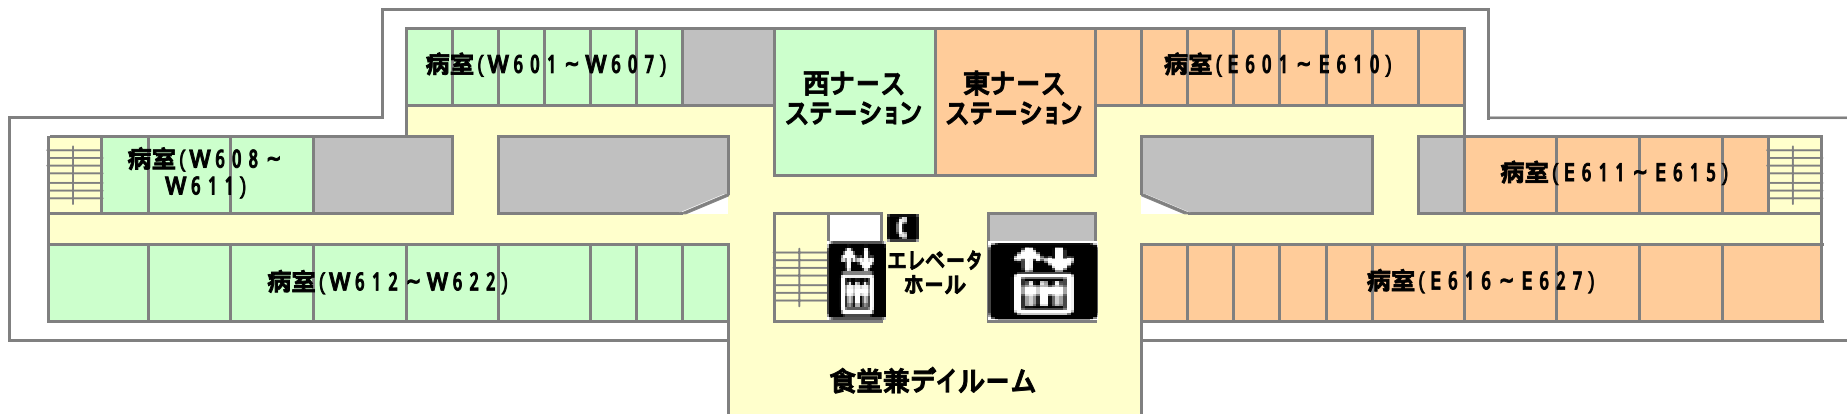 病室(W601～W607)
西ナース
ステーション
東ナース
ステーション
病室(E601～E610)
病室(W608～
W611)
病室(E611～E615)
病室(W612～W622)
エレベータ
ホール
病室(E616～E627)
食堂兼デイルーム